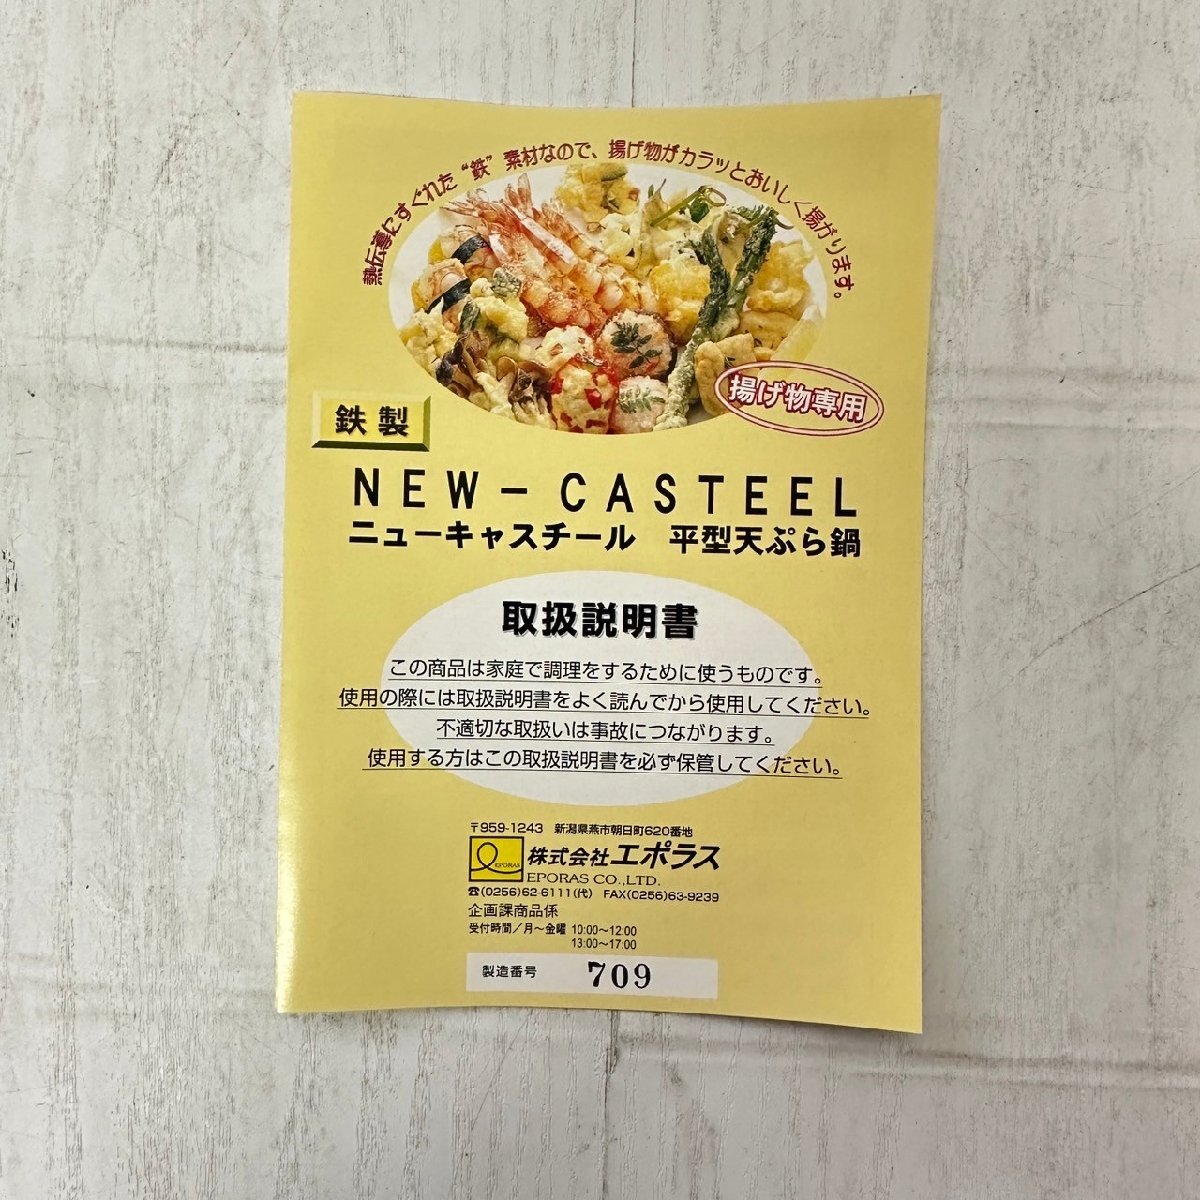 熱伝導にすぐれた“鉄”素材なので、揚げ物がカラッとおいしく揚がります。
揚げ物専用
鉄製
NEW－CASTEEL
ニューキャスチール　平型天ぷら鍋
取扱説明書
この商品は家庭で調理をするために使うものです。
使用の際には取扱説明書をよく読んでから使用してください。
不適切な取扱いは事故につながります。
使用する方はこの取扱説明書を必ず保管してください。
〒959-1243　新潟県燕市朝日町620番地
EPORAS
株式会社エポラス
EPORAS CO.,LTD.
☎(0256)62-6111(代)　FAX(0256)63-9239
企画課商品係
受付時間／月～金曜 10:00～12:00
13:00～17:00
製造番号　709